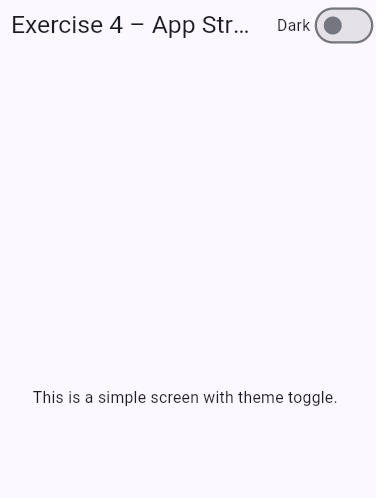 Exercise 4 – App Str...
Dark
This is a simple screen with theme toggle.